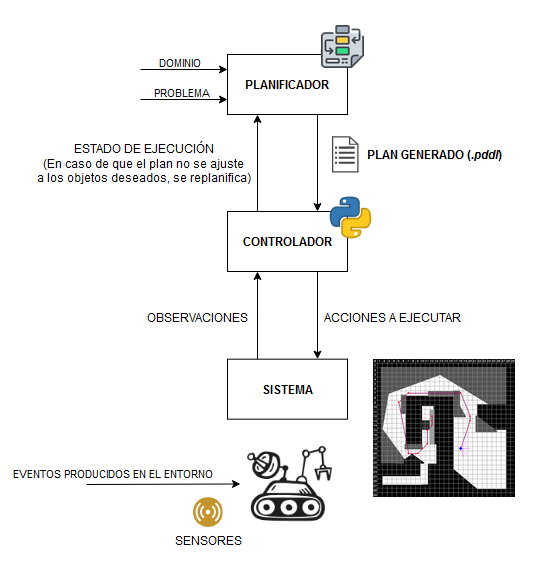 DOMINIO
PROBLEMA
PLANIFICADOR
ESTADO DE EJECUCIÓN
(En caso de que el plan no se ajuste
a los objetos deseados, se replanifica)
PLAN GENERADO (.pddl)
CONTROLADOR
OBSERVACIONES
ACCIONES A EJECUTAR
SISTEMA
EVENTOS PRODUCIDOS EN EL ENTORNO
SENSORES